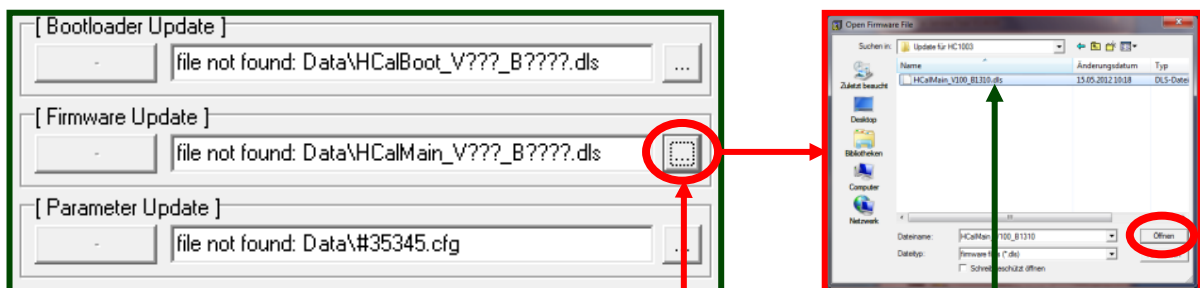 [ Bootloader Update ]
-
file not found: Data\HCalBoot_V???_B????.dls
...
[ Firmware Update ]
-
file not found: Data\HCalMain_V???_B????.dls
...
[ Parameter Update ]
-
file not found: Data\#35345.cfg
...
Open Firmware File
Suchen in:
Update für HC1003
Name
Änderungsdatum
Typ
HCalMain_V100_B1310.dls
15.05.2012 10:18
DLS-Datei
Zuletzt besucht
Desktop
Bibliotheken
Computer
Netzwerk
Dateiname:
HCalMain_V100_B1310
Öffnen
Dateityp:
firmware (*.dls)
Schreibgeschützt öffnen